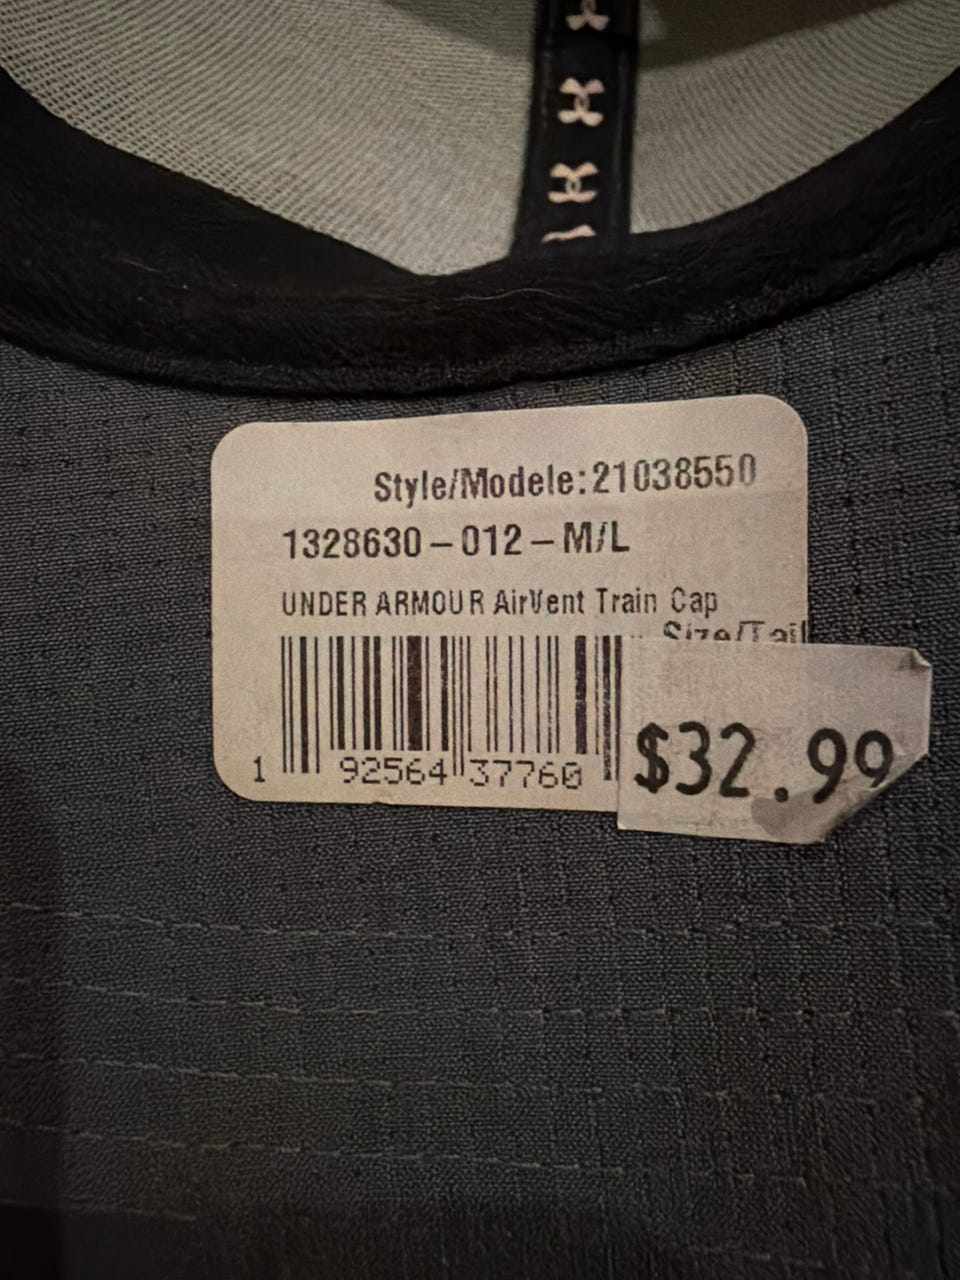 Style/Modele:21038550
1328630-012-M/L
UNDER ARMOUR AirVent Train Cap
1 92564 37760
$32.99